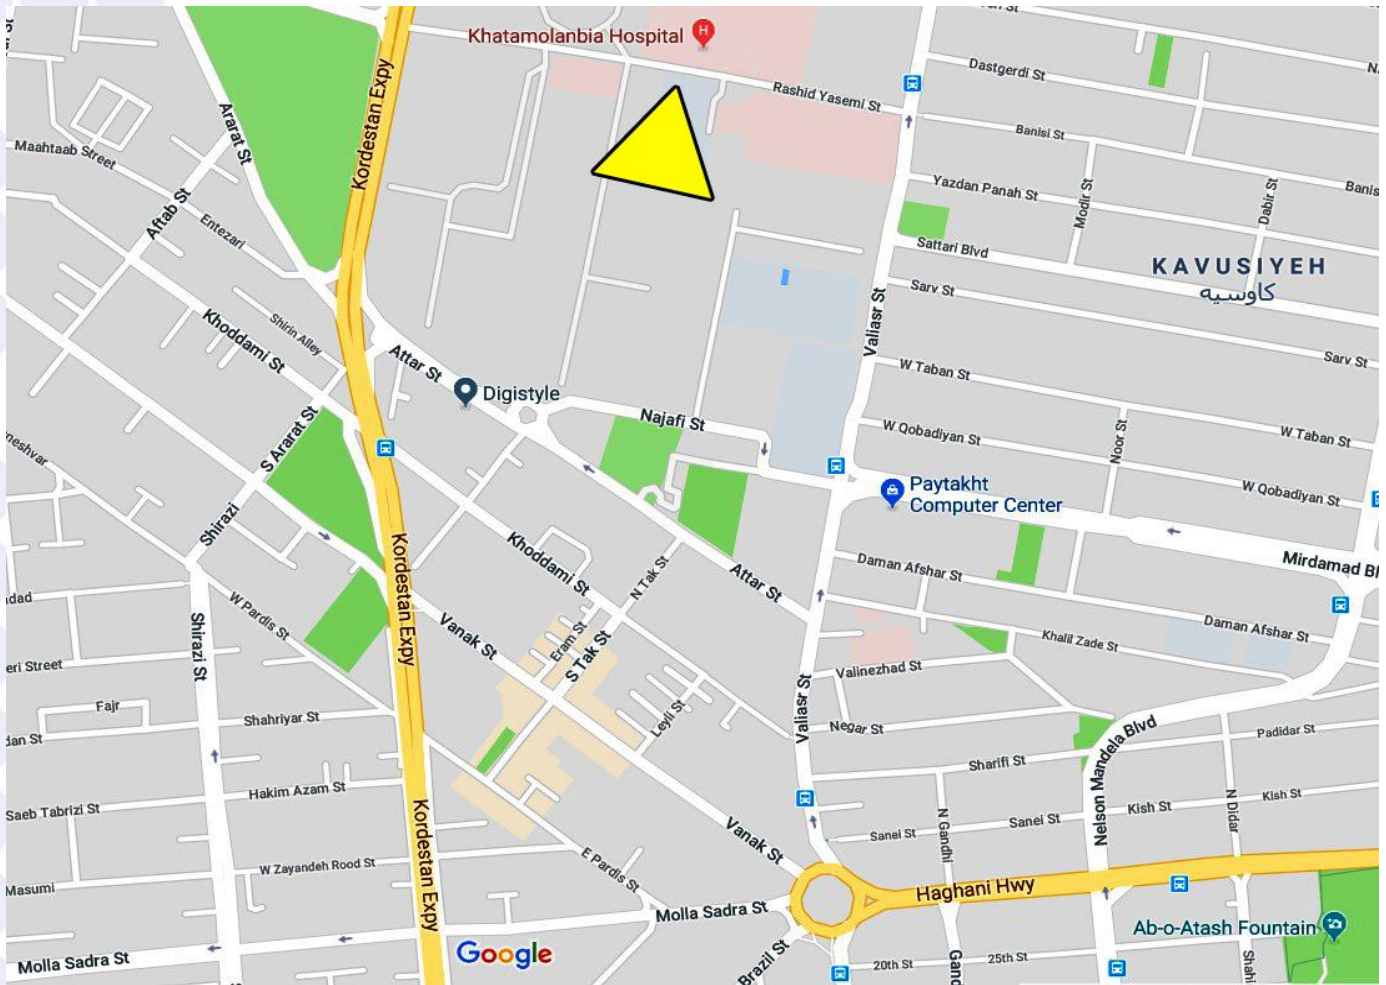 Khatamolanbia Hospital
H
Dastgerdi St
Rashid Yasemi St
Banisi St
Kordestan Expy
Ararat St
Maahtaab Street
Aftab St
Entezari
Yazdan Panah St
Modir St
Dabir St
Sattari Blvd
KAVUSIYEH
کاوسیه
Sarv St
Sarv St
Valiasr St
Khoddami St
Shirin Alley
Attar St
Digistyle
Najafi St
W Taban St
W Taban St
W Qobadiyan St
Noor St
W Qobadiyan St
S Ararat St
Shirazi
Paytakht
Computer Center
Mirdamad Bl
Kordestan Expy
Khoddami St
N Tak St
Attar St
Daman Afshar St
Daman Afshar St
Khalil Zade St
W Pardis St
Vanak St
Eram St
S Tak St
Shirazi St
eri Street
Valinezhad St
Valiasr St
Leyli St
Negar St
Fajr
Shahriyar St
dan St
Nelson Mandela Blvd
Padidar St
Sharifi St
Hakim Azam St
Saeb Tabrizi St
Kordestan Expy
Vanak St
Sanei St
N Gandhi
Sanei St
Kish St
N Didar
Kish St
W Zayandeh Rood St
E Pardis St
Masumi
Haghani Hwy
Molla Sadra St
Molla Sadra St
Google
Brazil St
20th St
Gand
25th St
Ab-o-Atash Fountain
Shahi